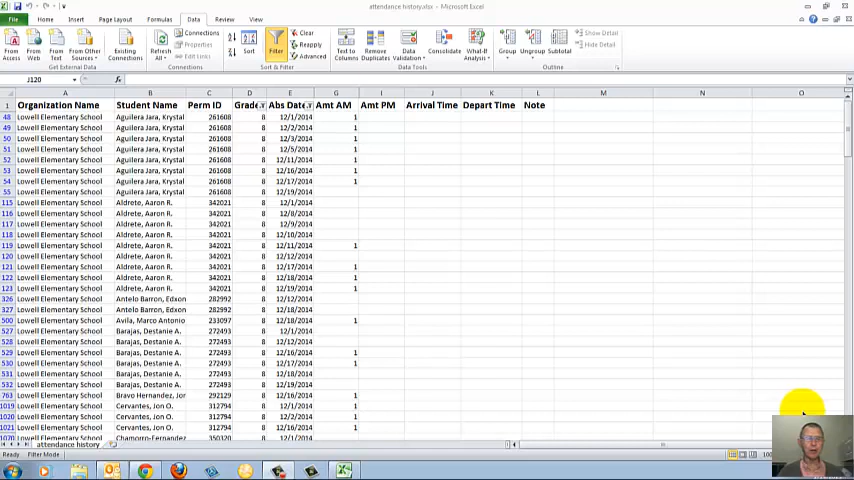 attendance history.xlsx - Microsoft Excel
File Home Insert Page Layout Formulas Data Review View
From Access From Web From Text From Other Sources Existing Connections Refresh All Connections Properties Edit Links Sort Filter Clear Reapply Advanced Text to Columns Remove Duplicates Data Validation Consolidate What-If Analysis Group Ungroup Subtotal Show Detail Hide Detail
Get External Data Connections Sort & Filter Data Tools Outline
J120 fx
A B C D E G I J K L M N O
1 Organization Name Student Name Perm ID Grade Abs Date Amt AM Amt PM Arrival Time Depart Time Note
48 Lowell Elementary School Aguilera Jara, Krystal 261608 8 12/1/2014 1
49 Lowell Elementary School Aguilera Jara, Krystal 261608 8 12/2/2014 1
50 Lowell Elementary School Aguilera Jara, Krystal 261608 8 12/3/2014 1
51 Lowell Elementary School Aguilera Jara, Krystal 261608 8 12/5/2014 1
52 Lowell Elementary School Aguilera Jara, Krystal 261608 8 12/11/2014 1
53 Lowell Elementary School Aguilera Jara, Krystal 261608 8 12/16/2014 1
54 Lowell Elementary School Aguilera Jara, Krystal 261608 8 12/17/2014 1
55 Lowell Elementary School Aguilera Jara, Krystal 261608 8 12/19/2014
115 Lowell Elementary School Aldrete, Aaron R. 342021 8 12/1/2014
116 Lowell Elementary School Aldrete, Aaron R. 342021 8 12/8/2014
117 Lowell Elementary School Aldrete, Aaron R. 342021 8 12/9/2014
118 Lowell Elementary School Aldrete, Aaron R. 342021 8 12/10/2014
119 Lowell Elementary School Aldrete, Aaron R. 342021 8 12/11/2014 1
120 Lowell Elementary School Aldrete, Aaron R. 342021 8 12/12/2014
121 Lowell Elementary School Aldrete, Aaron R. 342021 8 12/16/2014 1
122 Lowell Elementary School Aldrete, Aaron R. 342021 8 12/18/2014 1
123 Lowell Elementary School Aldrete, Aaron R. 342021 8 12/19/2014 1
326 Lowell Elementary School Antelo Barron, Edxon 282992 8 12/12/2014
327 Lowell Elementary School Antelo Barron, Edxon 282992 8 12/18/2014
500 Lowell Elementary School Avila, Marco Antonio 233097 8 12/18/2014 1
527 Lowell Elementary School Barajas, Destanie A. 272493 8 12/1/2014
528 Lowell Elementary School Barajas, Destanie A. 272493 8 12/2/2014
529 Lowell Elementary School Barajas, Destanie A. 272493 8 12/16/2014 1
530 Lowell Elementary School Barajas, Destanie A. 272493 8 12/17/2014 1
531 Lowell Elementary School Barajas, Destanie A. 272493 8 12/18/2014
532 Lowell Elementary School Barajas, Destanie A. 272493 8 12/19/2014
763 Lowell Elementary School Bravo Hernandez, Jor 292129 8 12/16/2014 1
1019 Lowell Elementary School Cervantes, Jon O. 312794 8 12/1/2014 1
1020 Lowell Elementary School Cervantes, Jon O. 312794 8 12/2/2014 1
1021 Lowell Elementary School Cervantes, Jon O. 312794 8 12/16/2014 1
1070 Lowell Elementary School Chamorro-Fernandez 350320 8 12/1/2014
attendance history
Ready Filter Mode